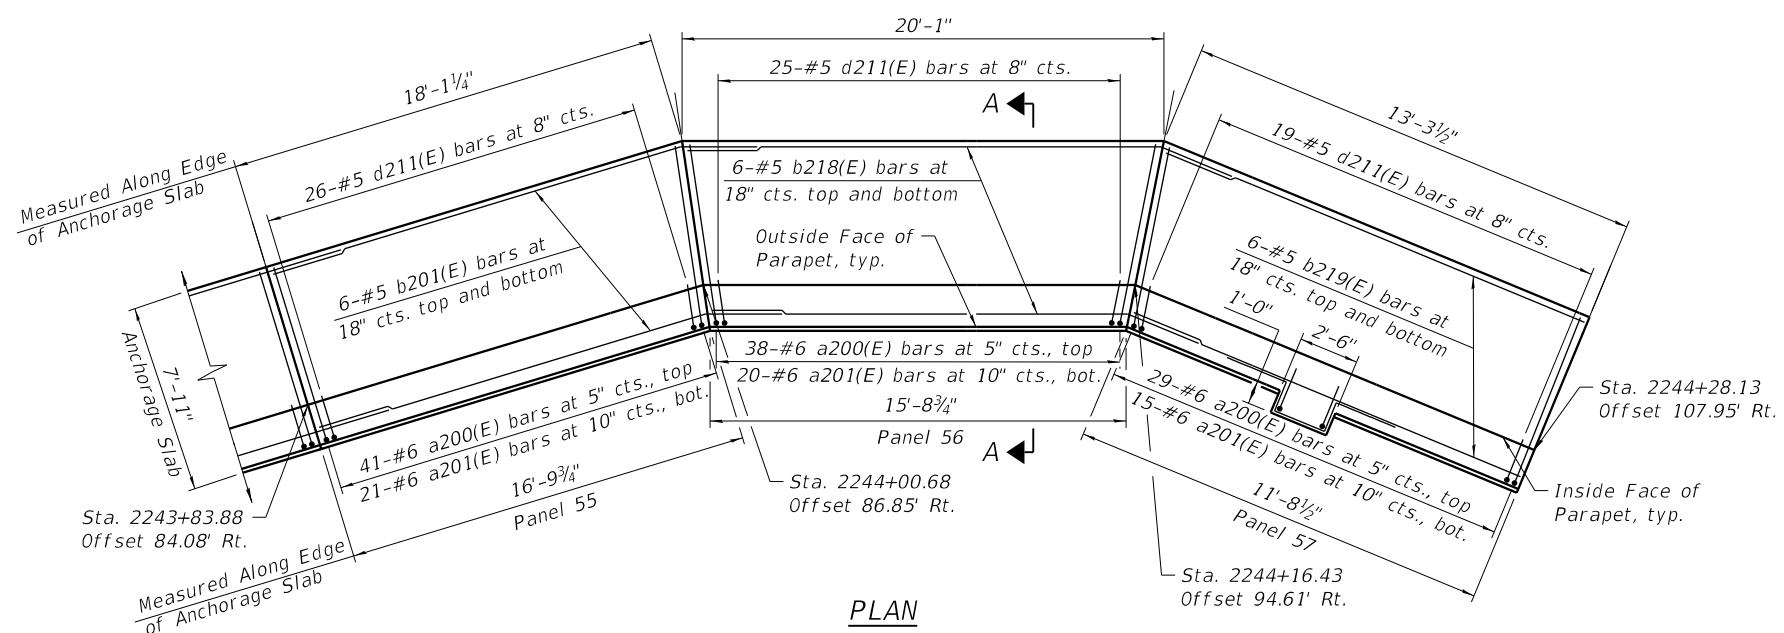 20'-1"
25-#5 d211(E) bars at 8" cts.
A
18'-1¼"
26-#5 d211(E) bars at 8" cts.
Measured Along Edge
of Anchorage Slab
13'-3½"
19-#5 d211(E) bars at 8" cts.
6-#5 b218(E) bars at
18" cts. top and bottom
Outside Face of
Parapet, typ.
6-#5 b201(E) bars at
18" cts. top and bottom
6-#5 b219(E) bars at
18" cts. top and bottom
1'-0"
2'-6"
7'-11"
Anchorage Slab
38-#6 a200(E) bars at 5" cts., top
20-#6 a201(E) bars at 10" cts., bot.
15'-8¾"
Panel 56
A
41-#6 a200(E) bars at 5" cts., top
21-#6 a201(E) bars at 10" cts., bot.
16'-9¾"
Panel 55
29-#6 a200(E) bars at 5" cts., top
15-#6 a201(E) bars at 10" cts., bot.
11'-8½"
Panel 57
Sta. 2244+28.13
Offset 107.95' Rt.
Inside Face of
Parapet, typ.
Sta. 2244+00.68
Offset 86.85' Rt.
Sta. 2243+83.88
Offset 84.08' Rt.
Measured Along Edge
of Anchorage Slab
Sta. 2244+16.43
Offset 94.61' Rt.
PLAN